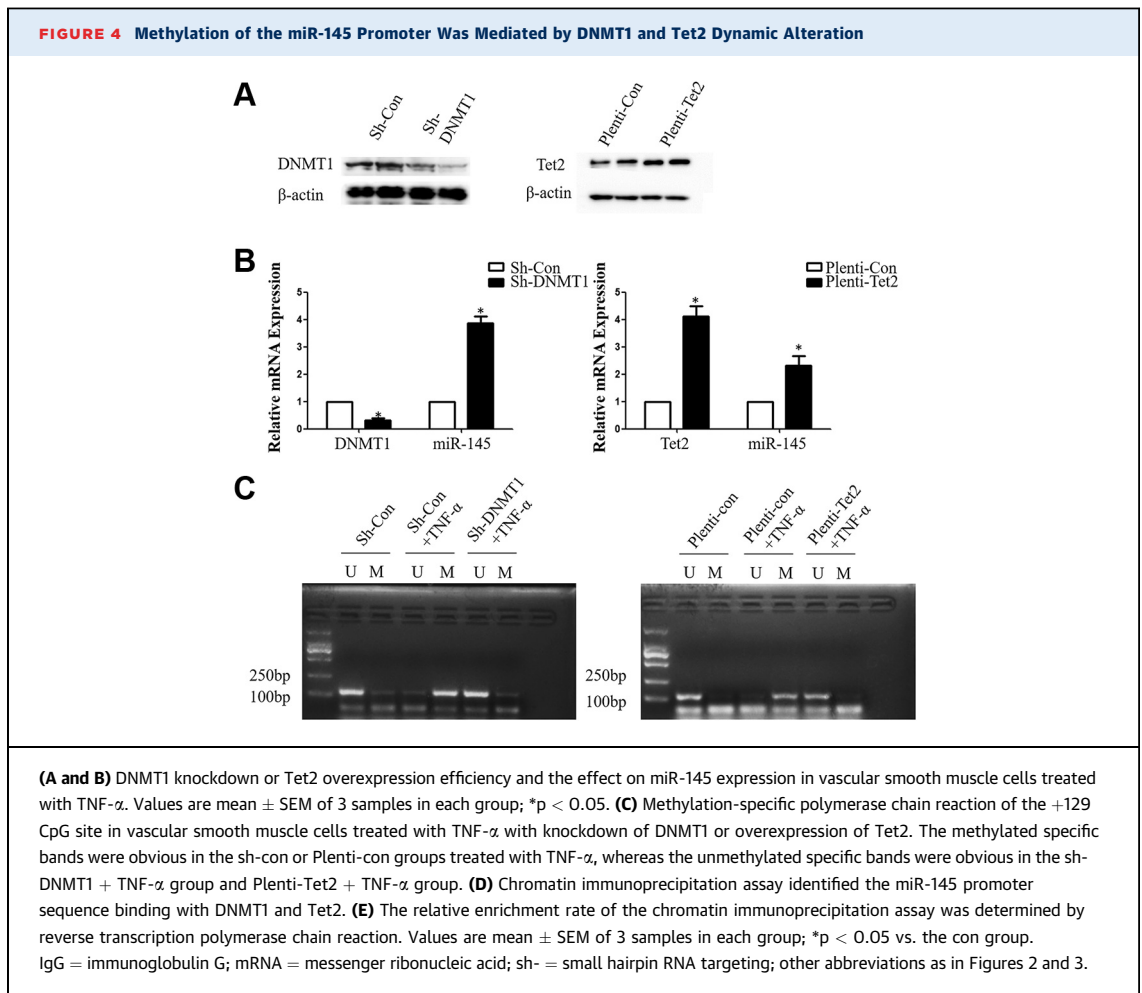 FIGURE 4 Methylation of the miR-145 Promoter Was Mediated by DNMT1 and Tet2 Dynamic Alteration
A
Sh-Con
Sh-
DNMT1
DNMT1
β-actin
Plenti-Con
Plenti-Tet2
Tet2
β-actin
B
Relative mRNA Expression
Sh-Con
Sh-DNMT1
5
4
3
2
1
0
*
*
DNMT1
miR-145
Relative mRNA Expression
Plenti-Con
Plenti-Tet2
5
4
3
2
1
0
*
*
Tet2
miR-145
C
Sh-Con
Sh-Con
+TNF-α
Sh-DNMT1
+TNF-α
U M U M U M
250bp
100bp
Plenti-con
Plenti-con
+TNF-α
Plenti-Tet2
+TNF-α
U M U M U M
250bp
100bp
(A and B) DNMT1 knockdown or Tet2 overexpression efficiency and the effect on miR-145 expression in vascular smooth muscle cells treated
with TNF-α. Values are mean ± SEM of 3 samples in each group; *p < 0.05. (C) Methylation-specific polymerase chain reaction of the +129
CpG site in vascular smooth muscle cells treated with TNF-α with knockdown of DNMT1 or overexpression of Tet2. The methylated specific
bands were obvious in the sh-con or Plenti-con groups treated with TNF-α, whereas the unmethylated specific bands were obvious in the sh-
DNMT1 + TNF-α group and Plenti-Tet2 + TNF-α group. (D) Chromatin immunoprecipitation assay identified the miR-145 promoter
sequence binding with DNMT1 and Tet2. (E) The relative enrichment rate of the chromatin immunoprecipitation assay was determined by
reverse transcription polymerase chain reaction. Values are mean ± SEM of 3 samples in each group; *p < 0.05 vs. the con group.
IgG = immunoglobulin G; mRNA = messenger ribonucleic acid; sh- = small hairpin RNA targeting; other abbreviations as in Figures 2 and 3.